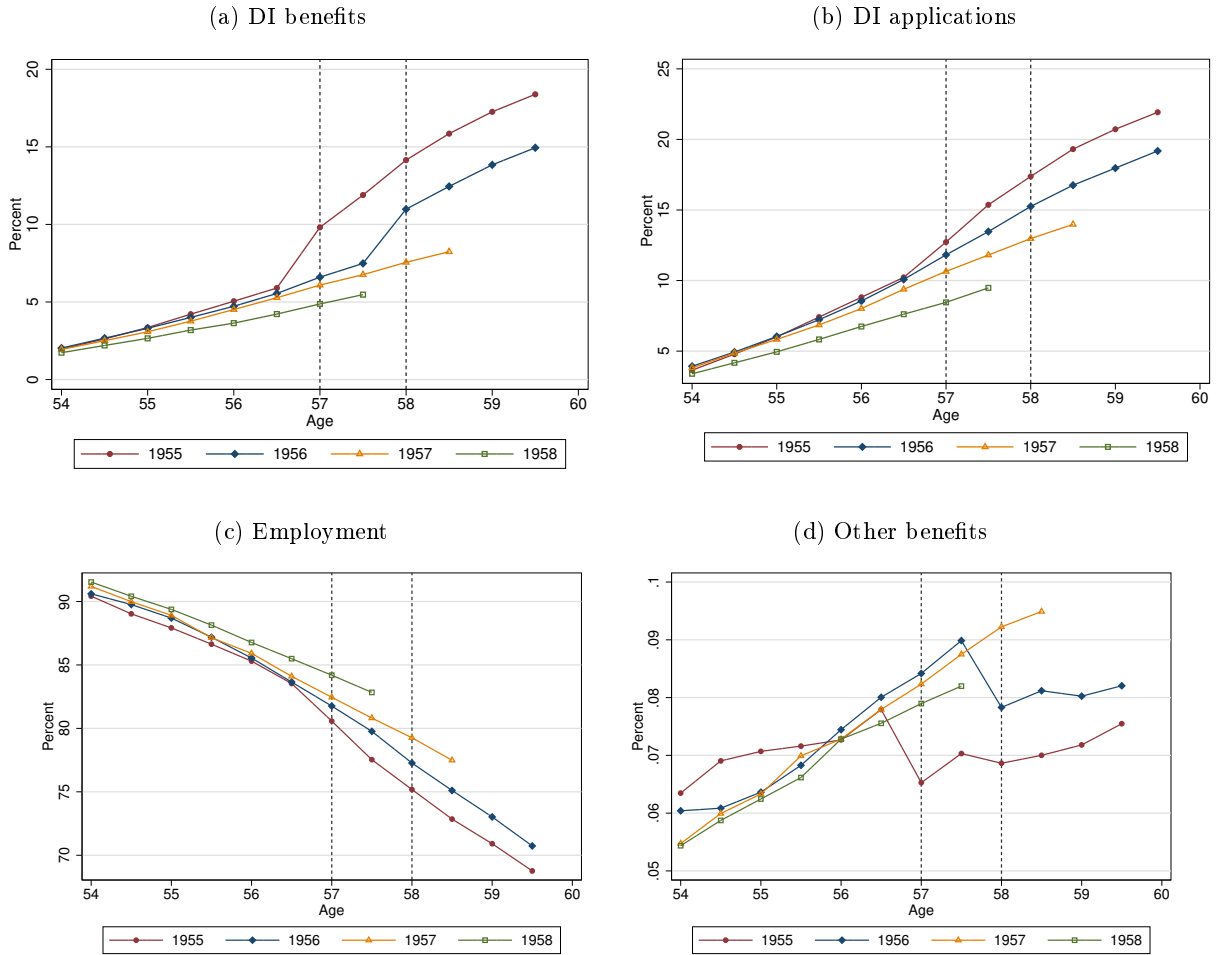 (a) DI benefits
Percent
20
15
10
5
0
54 55 56 57 58 59 60
Age
1955 1956 1957 1958
(b) DI applications
Percent
25
20
15
10
5
54 55 56 57 58 59 60
Age
1955 1956 1957 1958
(c) Employment
Percent
90
85
80
75
70
54 55 56 57 58 59 60
Age
1955 1956 1957 1958
(d) Other benefits
Percent
.1
.09
.08
.07
.06
.05
54 55 56 57 58 59 60
Age
1955 1956 1957 1958